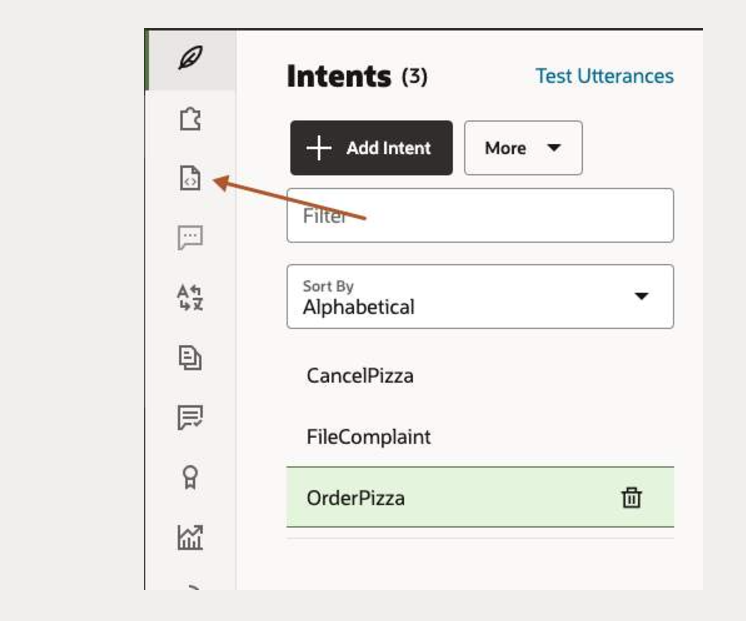 Intents (3)
Test Utterances
Add Intent
More
Filter
Sort By
Alphabetical
CancelPizza
FileComplaint
OrderPizza